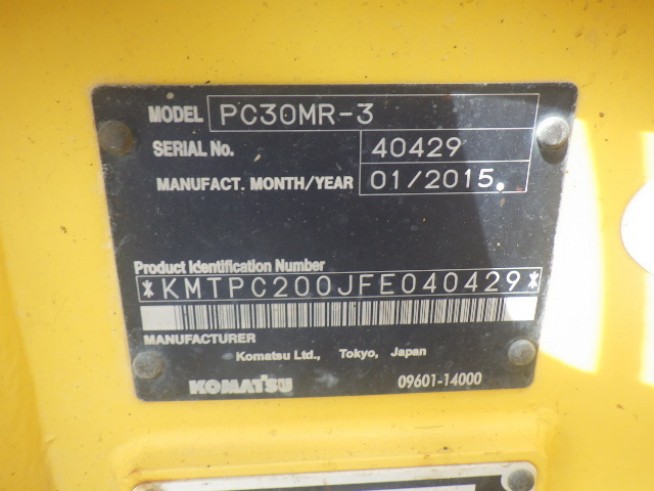 MODEL PC30MR-3
SERIAL No. 40429
MANUFACT. MONTH/YEAR 01/2015
Product Identification Number
*KMTPC200JFE040429*
MANUFACTURER
Komatsu Ltd., Tokyo, Japan
KOMATSU 09601-14000